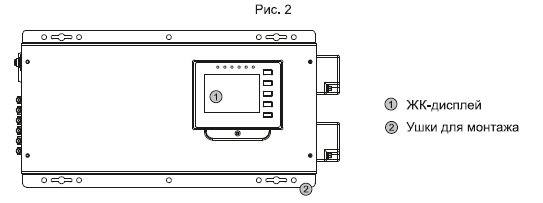 Рис. 2
1
1 ЖК-дисплей
2 Ушки для монтажа
2